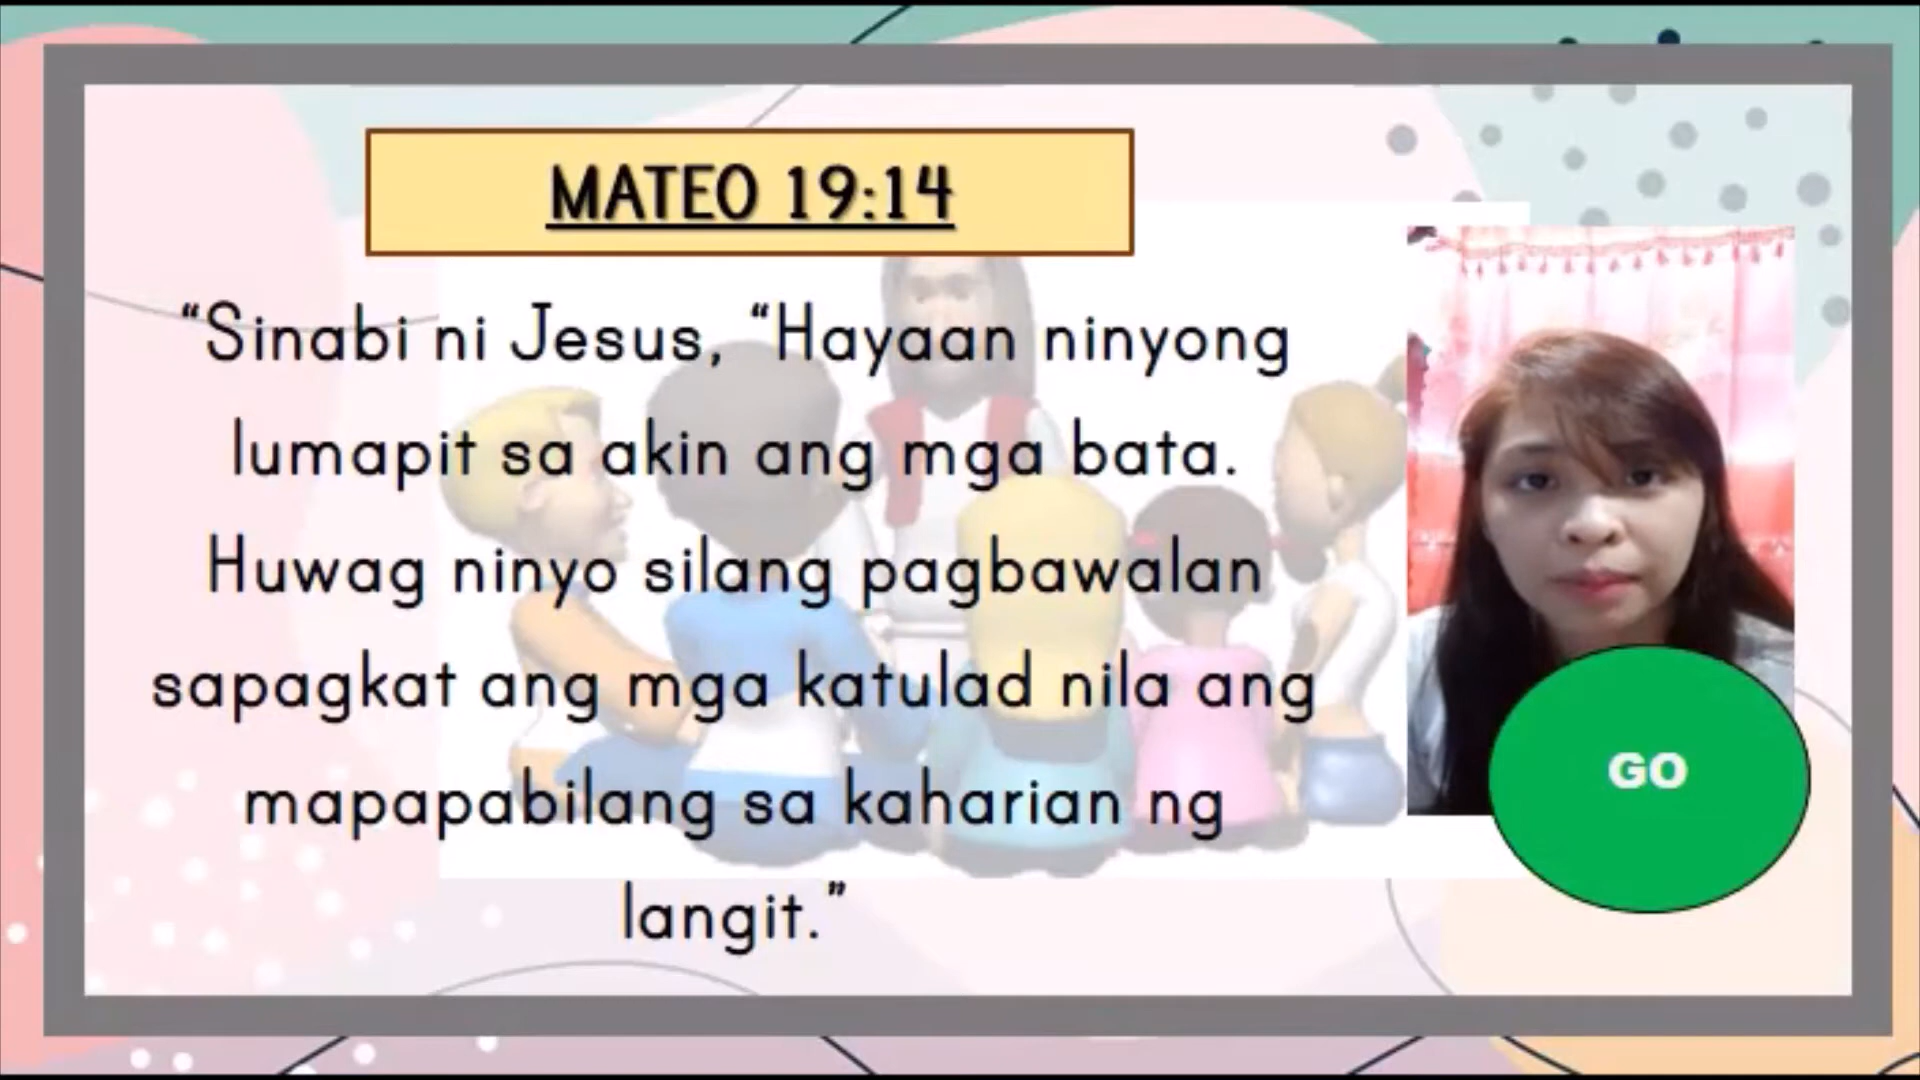 MATEO 19:14
“Sinabi ni Jesus, “Hayaan ninyong
lumapit sa akin ang mga bata.
Huwag ninyo silang pagbawalan
sapagkat ang mga katulad nila ang
mapapabilang sa kaharian ng
langit.”
GO